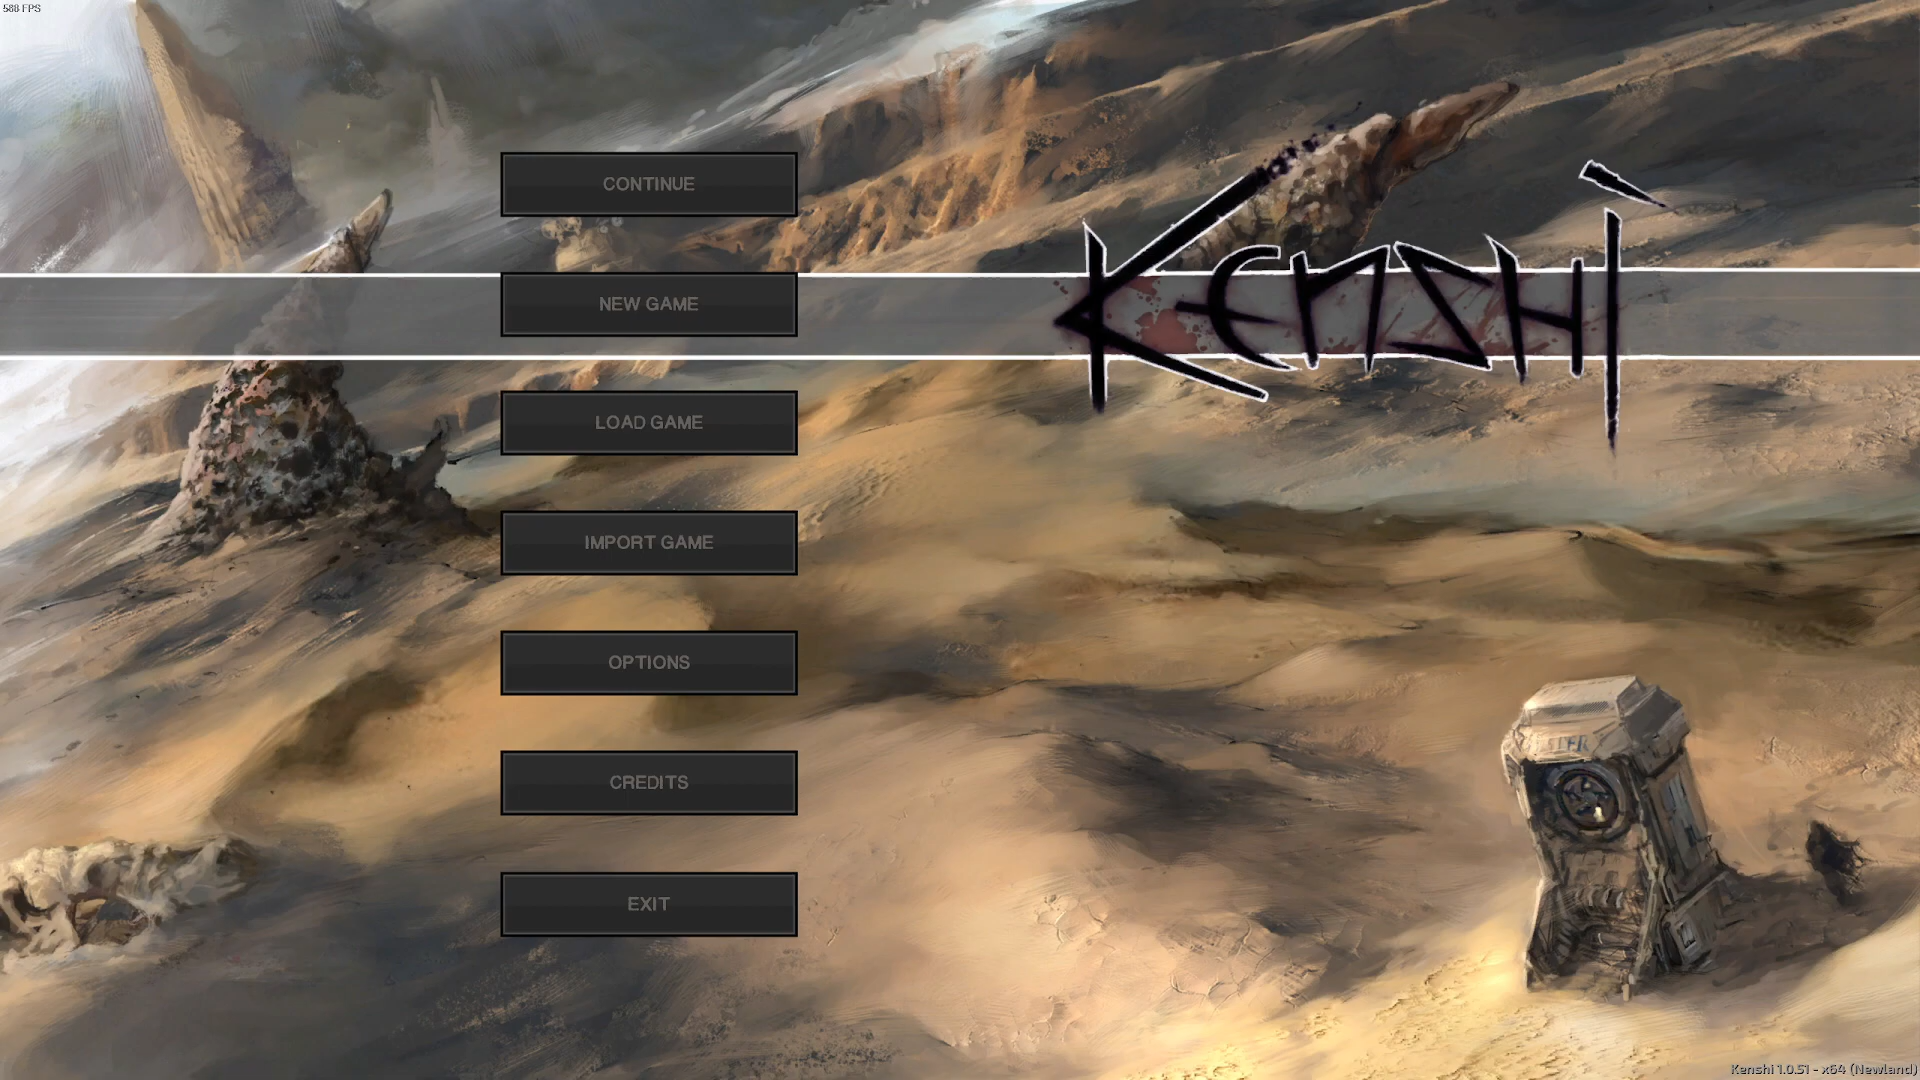 588 FPS
CONTINUE
NEW GAME
KENSHI
LOAD GAME
IMPORT GAME
OPTIONS
CREDITS
EXIT
Kenshi 1.0.51 - x64 (Newland)